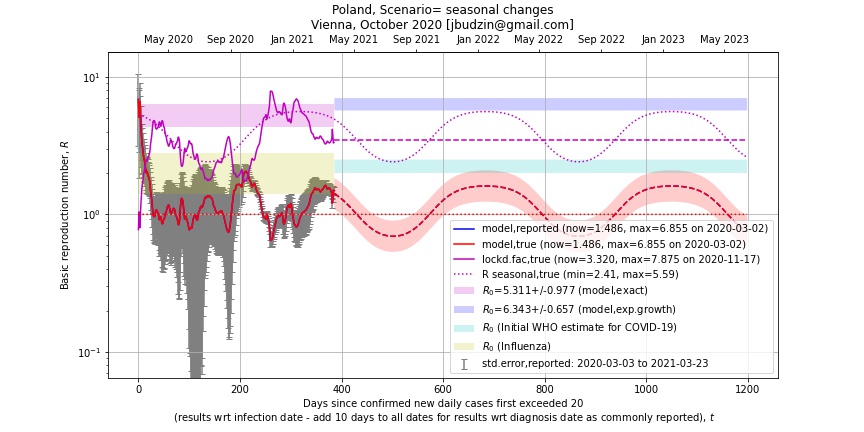 Poland, Scenario= seasonal changes
Vienna, October 2020 [jbudzin@gmail.com]
May 2020 Sep 2020 Jan 2021 May 2021 Sep 2021 Jan 2022 May 2022 Sep 2022 Jan 2023 May 2023
Basic reproduction number, R
10¹
10⁰
10⁻¹
model,reported (now=1.486, max=6.855 on 2020-03-02)
model,true (now=1.486, max=6.855 on 2020-03-02)
lockd.fac,true (now=3.320, max=7.875 on 2020-11-17)
R seasonal,true (min=2.41, max=5.59)
R₀=5.311+/-0.977 (model,exact)
R₀=6.343+/-0.657 (model,exp.growth)
R₀ (Initial WHO estimate for COVID-19)
R₀ (Influenza)
std.error,reported: 2020-03-03 to 2021-03-23
0 200 400 600 800 1000 1200
Days since confirmed new daily cases first exceeded 20
(results wrt infection date - add 10 days to all dates for results wrt diagnosis date as commonly reported), t